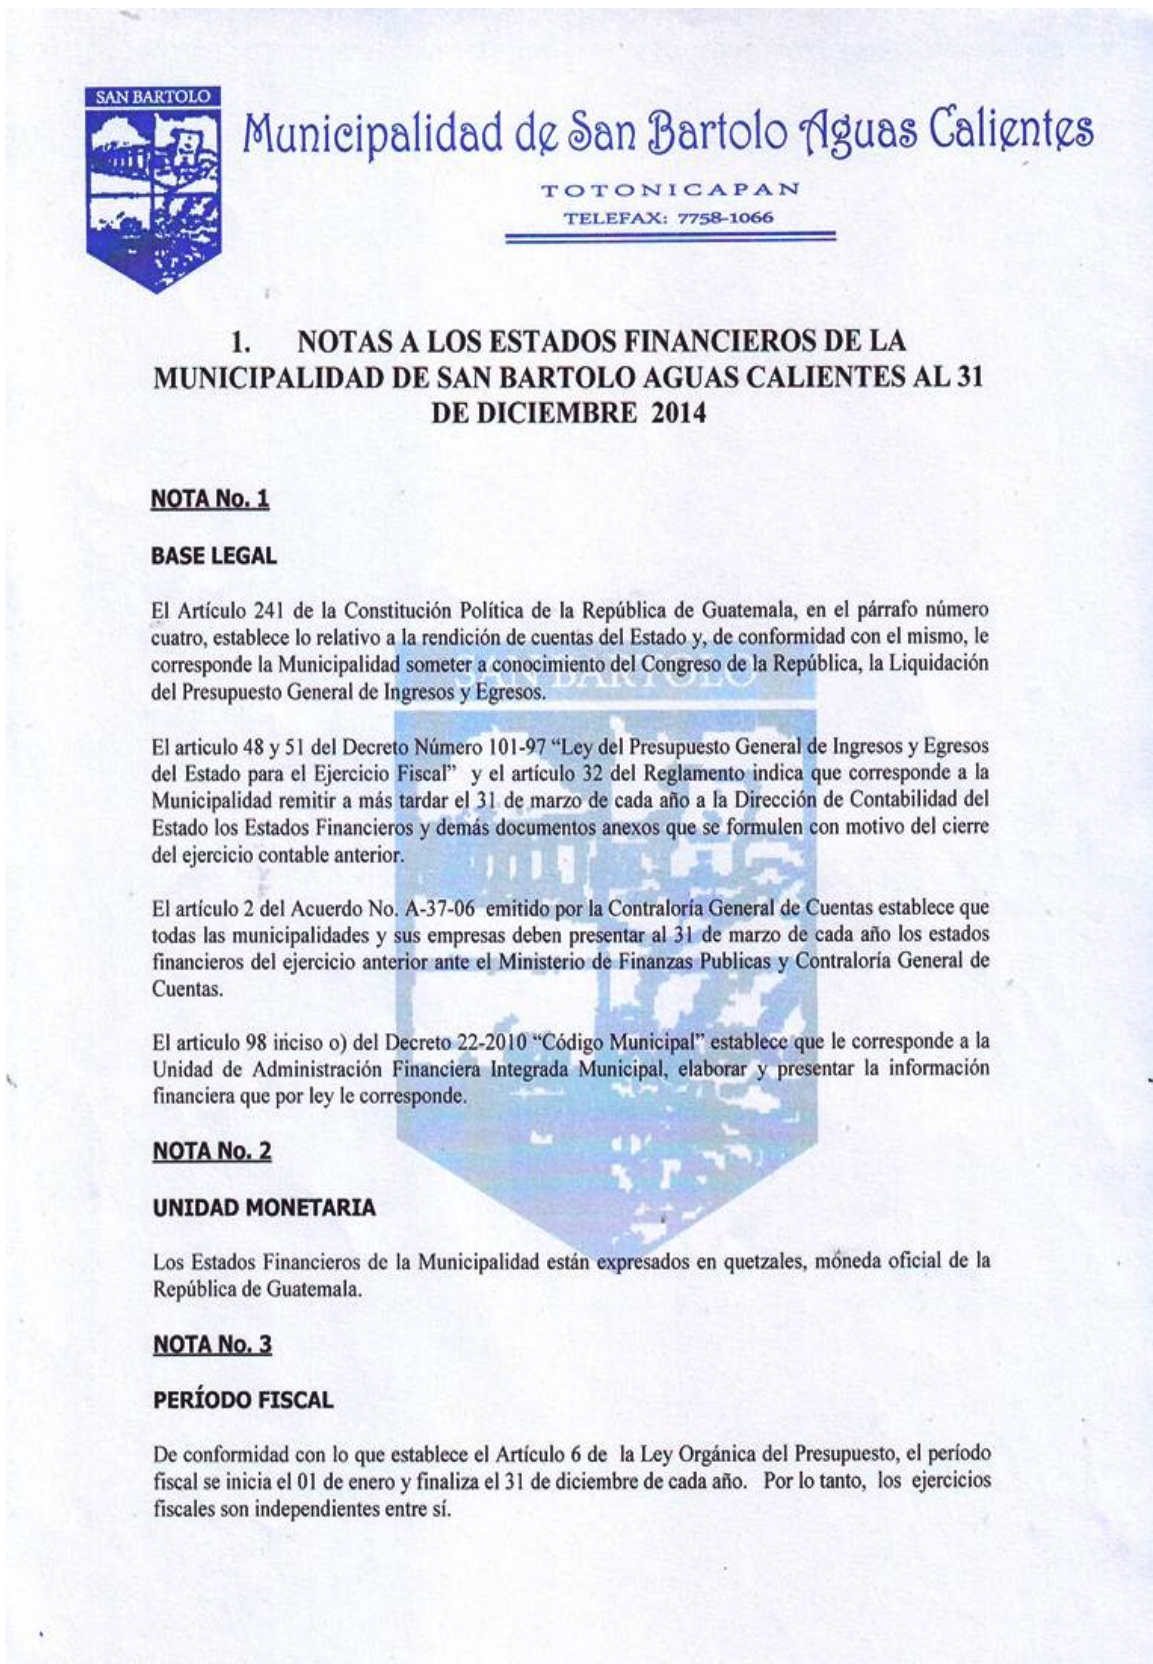 SAN BARTOLO
Municipalidad de San Bartolo Aguas Calientes
TOTONICAPAN
TELEFAX: 7758-1066
1. NOTAS A LOS ESTADOS FINANCIEROS DE LA
MUNICIPALIDAD DE SAN BARTOLO AGUAS CALIENTES AL 31
DE DICIEMBRE 2014
NOTA No. 1
BASE LEGAL
El Artículo 241 de la Constitución Política de la República de Guatemala, en el párrafo número
cuatro, establece lo relativo a la rendición de cuentas del Estado y, de conformidad con el mismo, le
corresponde la Municipalidad someter a conocimiento del Congreso de la República, la Liquidación
del Presupuesto General de Ingresos y Egresos.
SAN BARTOLO
El articulo 48 y 51 del Decreto Número 101-97 “Ley del Presupuesto General de Ingresos y Egresos
del Estado para el Ejercicio Fiscal” y el artículo 32 del Reglamento indica que corresponde a la
Municipalidad remitir a más tardar el 31 de marzo de cada año a la Dirección de Contabilidad del
Estado los Estados Financieros y demás documentos anexos que se formulen con motivo del cierre
del ejercicio contable anterior.
El artículo 2 del Acuerdo No. A-37-06 emitido por la Contraloría General de Cuentas establece que
todas las municipalidades y sus empresas deben presentar al 31 de marzo de cada año los estados
financieros del ejercicio anterior ante el Ministerio de Finanzas Publicas y Contraloría General de
Cuentas.
El articulo 98 inciso o) del Decreto 22-2010 “Código Municipal” establece que le corresponde a la
Unidad de Administración Financiera Integrada Municipal, elaborar y presentar la información
financiera que por ley le corresponde.
NOTA No. 2
UNIDAD MONETARIA
Los Estados Financieros de la Municipalidad están expresados en quetzales, moneda oficial de la
República de Guatemala.
NOTA No. 3
PERÍODO FISCAL
De conformidad con lo que establece el Artículo 6 de la Ley Orgánica del Presupuesto, el período
fiscal se inicia el 01 de enero y finaliza el 31 de diciembre de cada año. Por lo tanto, los ejercicios
fiscales son independientes entre sí.